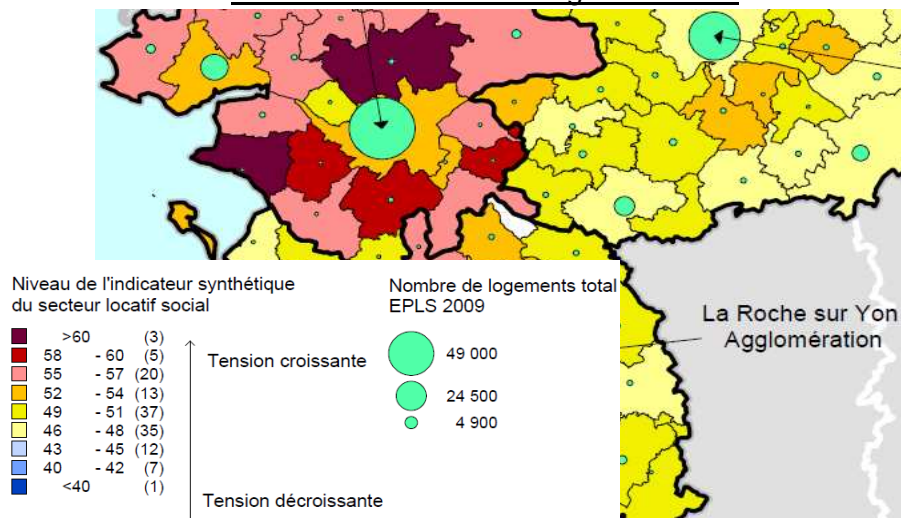 Niveau de l'indicateur synthétique
du secteur locatif social
>60 (3)
58 - 60 (5)
55 - 57 (20)
52 - 54 (13)
49 - 51 (37)
46 - 48 (35)
43 - 45 (12)
40 - 42 (7)
<40 (1)
Tension croissante
Tension décroissante
Nombre de logements total
EPLS 2009
49 000
24 500
4 900
La Roche sur Yon
Agglomération